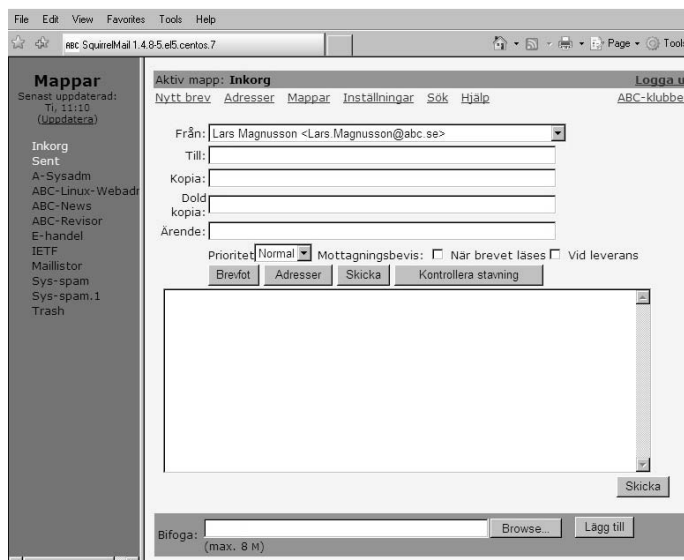 File Edit View Favorites Tools Help
ABC SquirrelMail 1.4.8-5.el5.centos.7
Page Tools
Mappar
Senast uppdaterad:
Ti, 11:10
(Uppdatera)
Inkorg
Sent
A-Sysadm
ABC-Linux-Webadr
ABC-News
ABC-Revisor
E-handel
IETF
Maillistor
Sys-spam
Sys-spam.1
Trash
Aktiv mapp: Inkorg Logga u
Nytt brev Adresser Mappar Inställningar Sök Hjälp ABC-klubbe
Från: Lars Magnusson <Lars.Magnusson@abc.se>
Till:
Kopia:
Dold
kopia:
Ärende:
Prioritet Normal Mottagningsbevis: När brevet läses Vid leverans
Brevfot Adresser Skicka Kontrollera stavning
Skicka
Bifoga: Browse... Lägg till
(max. 8 M)